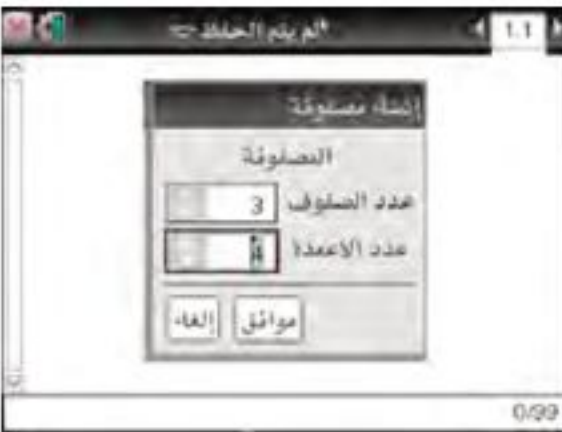 1.1 *لم يتم الحفظ
إنشاء مصفوفة
المصفوفة
عدد الصفوف 3
عدد الأعمدة 4
موافق إلغاء
0/99